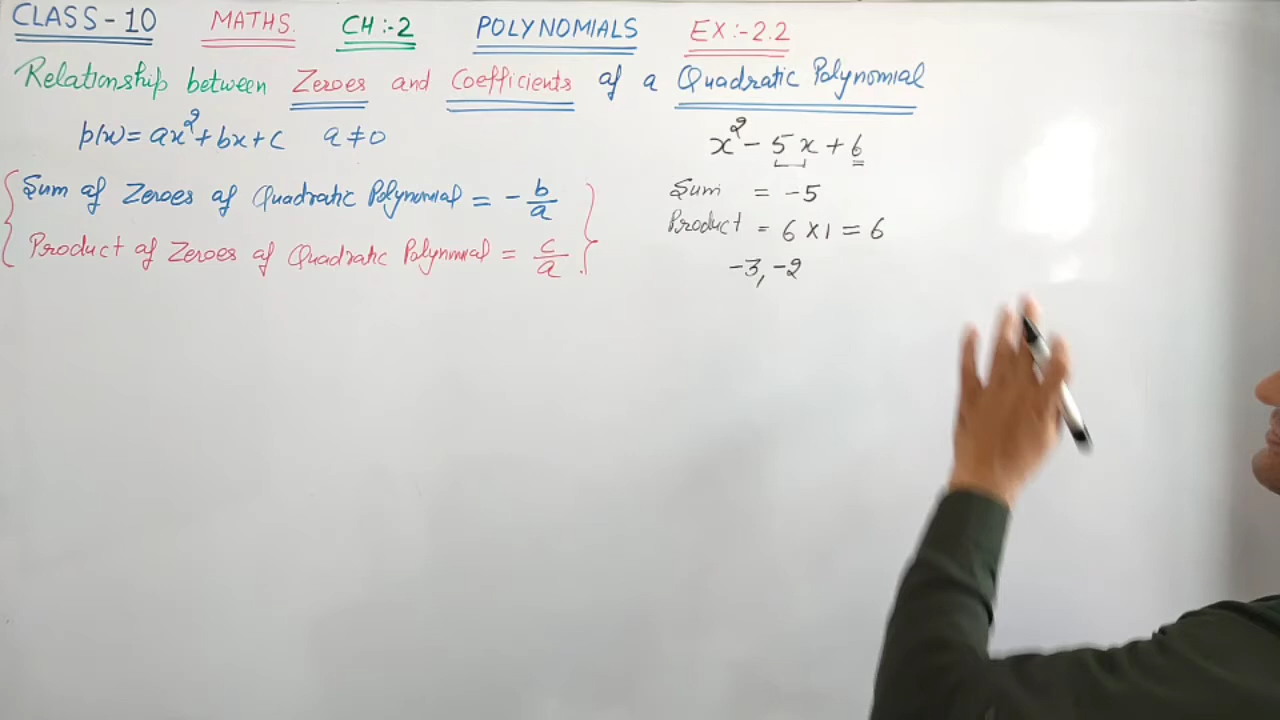 CLASS-10 MATHS. CH:-2 POLYNOMIALS EX:-2.2
Relationship between Zeroes and Coefficients of a Quadratic Polynomial
p(x) = ax² + bx + c a ≠ 0
Sum of Zeroes of Quadratic Polynomial = -b/a
Product of Zeroes of Quadratic Polynomial = c/a.
x² - 5x + 6
Sum = -5
Product = 6 x 1 = 6
-3, -2